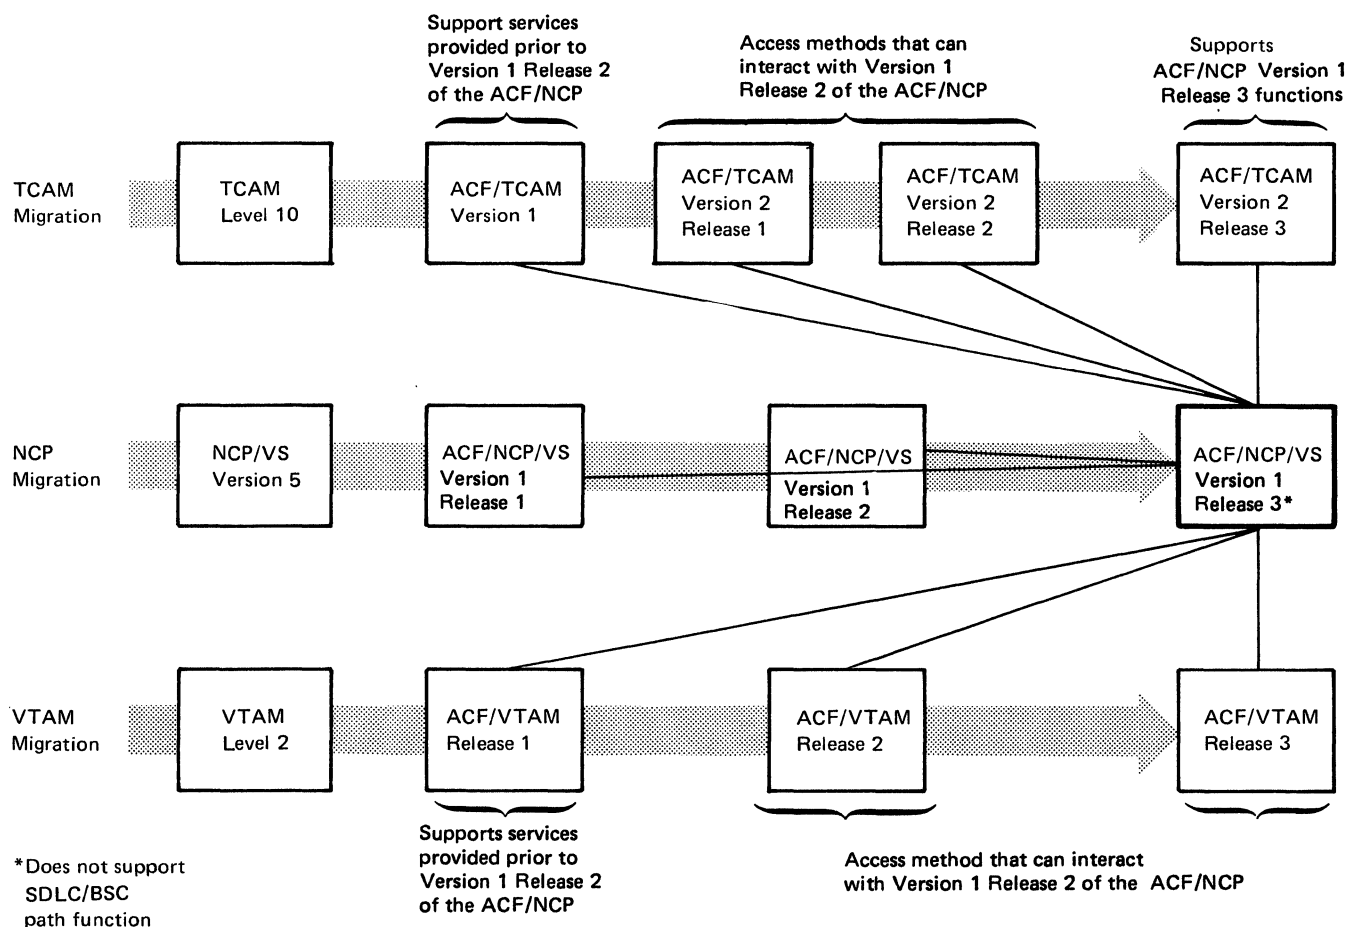 Support services
provided prior to
Version 1 Release 2
of the ACF/NCP
Access methods that can
interact with Version 1
Release 2 of the ACF/NCP
Supports
ACF/NCP Version 1
Release 3 functions
TCAM
Migration
TCAM
Level 10
ACF/TCAM
Version 1
ACF/TCAM
Version 2
Release 1
ACF/TCAM
Version 2
Release 2
ACF/TCAM
Version 2
Release 3
NCP
Migration
NCP/VS
Version 5
ACF/NCP/VS
Version 1
Release 1
ACF/NCP/VS
Version 1
Release 2
ACF/NCP/VS
Version 1
Release 3*
VTAM
Migration
VTAM
Level 2
ACF/VTAM
Release 1
ACF/VTAM
Release 2
ACF/VTAM
Release 3
Supports services
provided prior to
Version 1 Release 2
of the ACF/NCP
Access method that can interact
with Version 1 Release 2 of the ACF/NCP
*Does not support
SDLC/BSC
path function